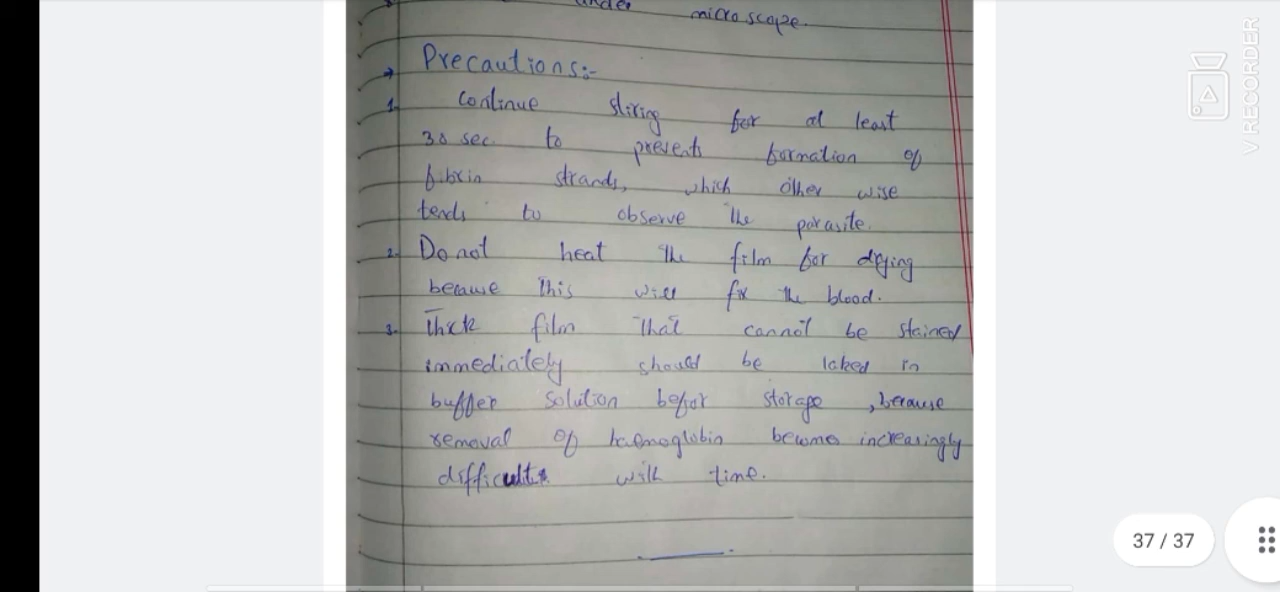 under microscope.
→ Precautions:-
1. Continue stiring for at least
30 sec. to prevents formation of
fibrin strands, which other wise
tends to observe the parasite.
2. Do not heat the film for drying
because this will fix the blood.
3. Thick film that cannot be stained
immediately should be laked in
buffer solution befor storage, because
removal of haemoglobin becomes increasingly
difficult with time.
37 / 37
V RECORDER